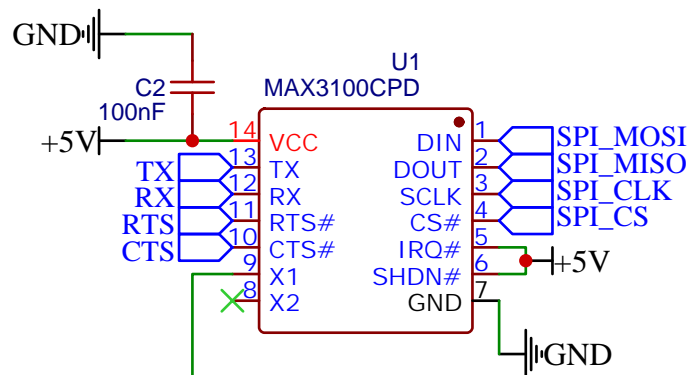 GND
U1
C2
MAX3100CPD
100nF
+5V
14 VCC DIN 1 SPI_MOSI
TX 13 TX DOUT 2 SPI_MISO
RX 12 RX SCLK 3 SPI_CLK
RTS 11 RTS# CS# 4 SPI_CS
CTS 10 CTS# IRQ# 5
9 X1 SHDN# 6 +5V
8 X2 GND 7
GND